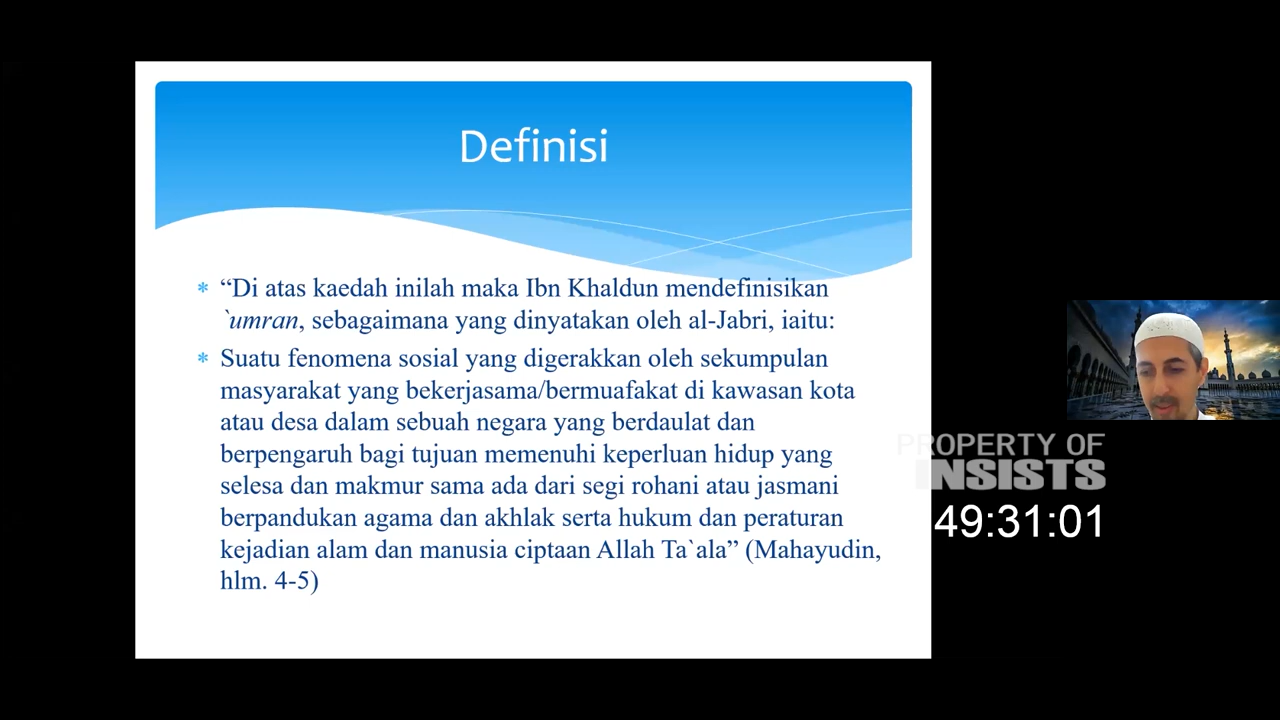 Definisi
* “Di atas kaedah inilah maka Ibn Khaldun mendefinisikan
`umran, sebagaimana yang dinyatakan oleh al-Jabri, iaitu:
* Suatu fenomena sosial yang digerakkan oleh sekumpulan
masyarakat yang bekerjasama/bermuafakat di kawasan kota
atau desa dalam sebuah negara yang berdaulat dan
berpengaruh bagi tujuan memenuhi keperluan hidup yang
selesa dan makmur sama ada dari segi rohani atau jasmani
berpandukan agama dan akhlak serta hukum dan peraturan
kejadian alam dan manusia ciptaan Allah Ta`ala” (Mahayudin,
hlm. 4-5)
PROPERTY OF
INSISTS
49:31:01